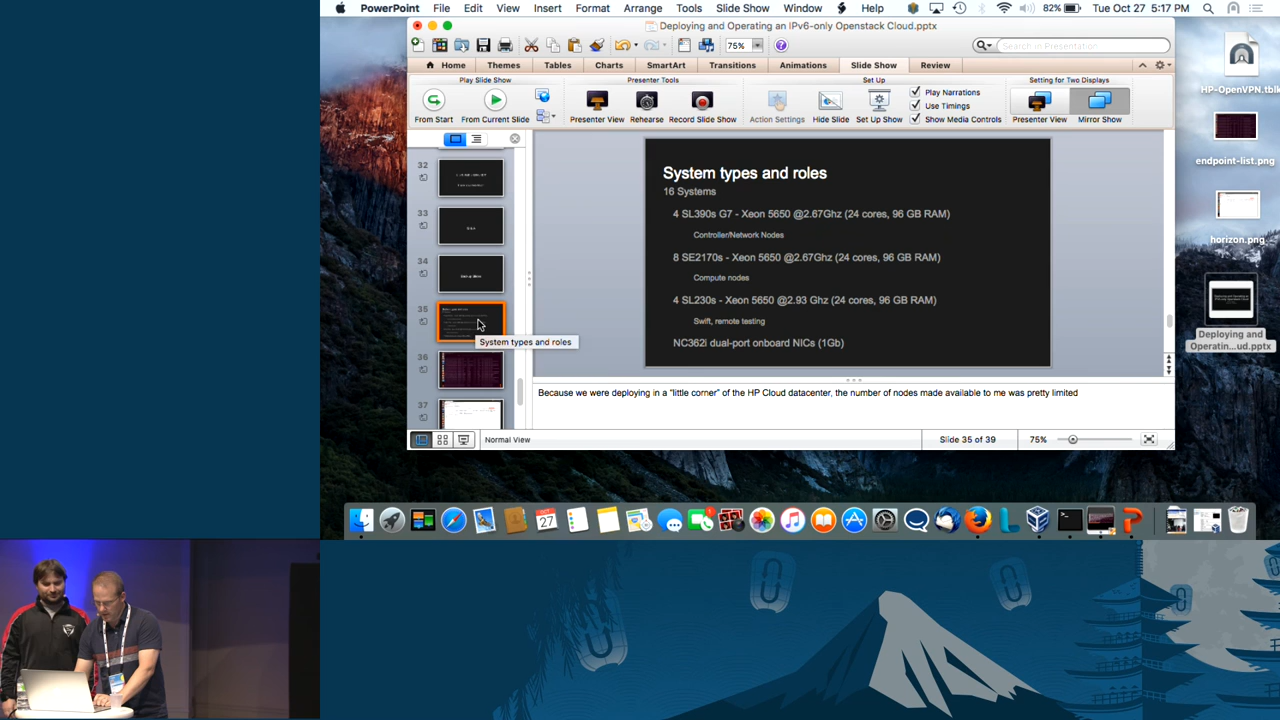 PowerPoint File Edit View Insert Format Arrange Tools Slide Show Window Help 82% Tue Oct 27 5:17 PM
Deploying and Operating an IPv6-only Openstack Cloud.pptx
75% Search in Presentation
Home Themes Tables Charts SmartArt Transitions Animations Slide Show Review
Play Slide Show Presenter Tools Set Up Setting for Two Displays
Play Narrations
Use Timings
Show Media Controls
From Start From Current Slide Presenter View Rehearse Record Slide Show Action Settings Hide Slide Set Up Show Presenter View Mirror Show
HP-OpenVPN.tblk
endpoint-list.png
horizon.png
Deploying and
Operatin...ud.pptx
32
33
34
35
36
37
System types and roles
System types and roles
16 Systems
4 SL390s G7 - Xeon 5650 @2.67Ghz (24 cores, 96 GB RAM)
Controller/Network Nodes
8 SE2170s - Xeon 5650 @2.67Ghz (24 cores, 96 GB RAM)
Compute nodes
4 SL230s - Xeon 5650 @2.93 Ghz (24 cores, 96 GB RAM)
Swift, remote testing
NC362i dual-port onboard NICs (1Gb)
Because we were deploying in a "little corner" of the HP Cloud datacenter, the number of nodes made available to me was pretty limited
Normal View Slide 35 of 39 75%
OCT
27